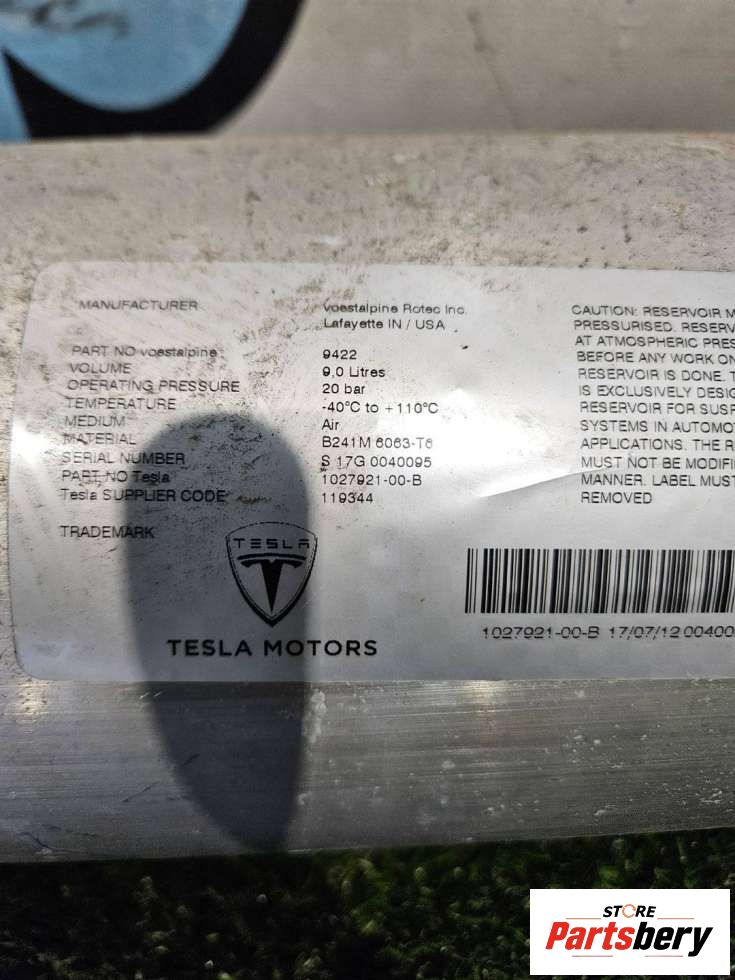 MANUFACTURER voestalpine Rotec Inc.
Lafayette IN / USA
PART NO voestalpine 9422
VOLUME 9,0 Litres
OPERATING PRESSURE 20 bar
TEMPERATURE -40°C to +110°C
MEDIUM Air
MATERIAL B241M 6063-T6
SERIAL NUMBER S 17G 0040095
PART NO Tesla 1027921-00-B
Tesla SUPPLIER CODE 119344
TRADEMARK
TESLA
TESLA MOTORS
CAUTION: RESERVOIR M
PRESSURISED. RESERV
AT ATMOSPHERIC PRES
BEFORE ANY WORK ON
RESERVOIR IS DONE. T
IS EXCLUSIVELY DESIG
RESERVOIR FOR SUSP
SYSTEMS IN AUTOMOT
APPLICATIONS. THE R
MUST NOT BE MODIFI
MANNER. LABEL MUST
REMOVED
1027921-00-B 17/07/12 00400
STORE
Partsbery